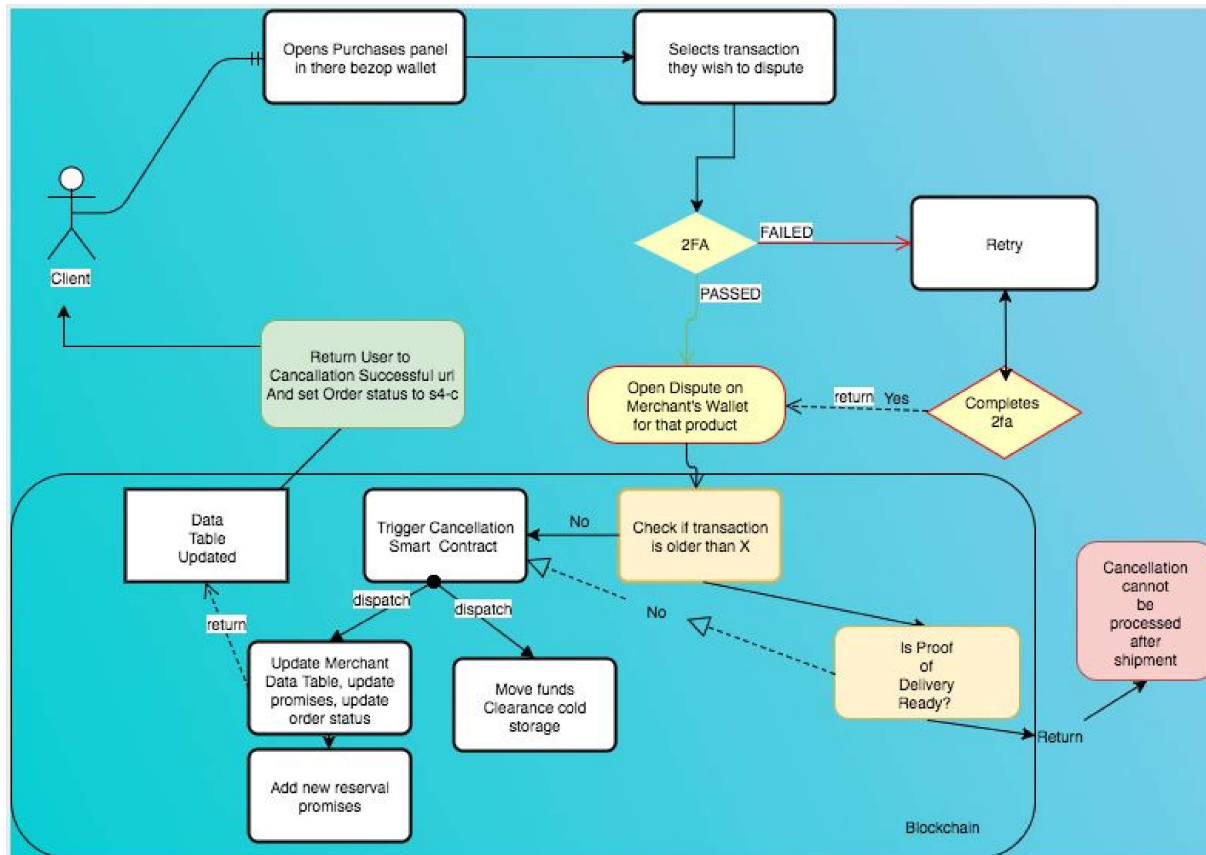 Opens Purchases panel
in there bezop wallet
Selects transaction
they wish to dispute
Client
2FA
FAILED
Retry
PASSED
Return User to
Cancallation Successful url
And set Order status to s4-c
Open Dispute on
Merchant's Wallet
for that product
return
Yes
Completes
2fa
Data
Table
Updated
Trigger Cancellation
Smart Contract
No
Check if transaction
is older than X
Cancellation
cannot
be
processed
after
shipment
dispatch
dispatch
No
return
Update Merchant
Data Table, update
promises, update
order status
Move funds
Clearance cold
storage
Is Proof
of
Delivery
Ready?
Return
Add new reserval
promises
Blockchain